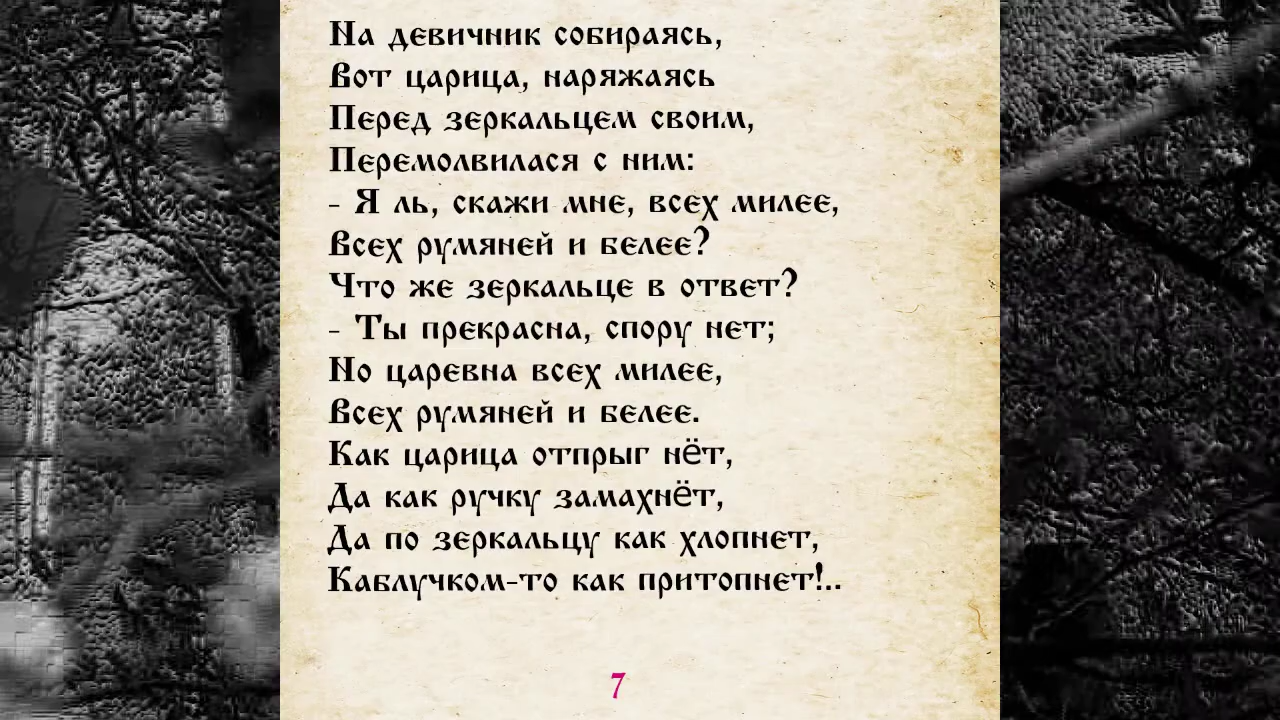 На девичник собираясь,
Вот царица, наряжаясь
Перед зеркальцем своим,
Перемолвилася с ним:
- Я ль, скажи мне, всех милее,
Всех румяней и белее?
Что же зеркальце в ответ?
- Ты прекрасна, спору нет;
Но царевна всех милее,
Всех румяней и белее.
Как царица отпрыг нёт,
Да как ручку замахнёт,
Да по зеркальцу как хлопнет,
Каблучком-то как притопнет!..
7